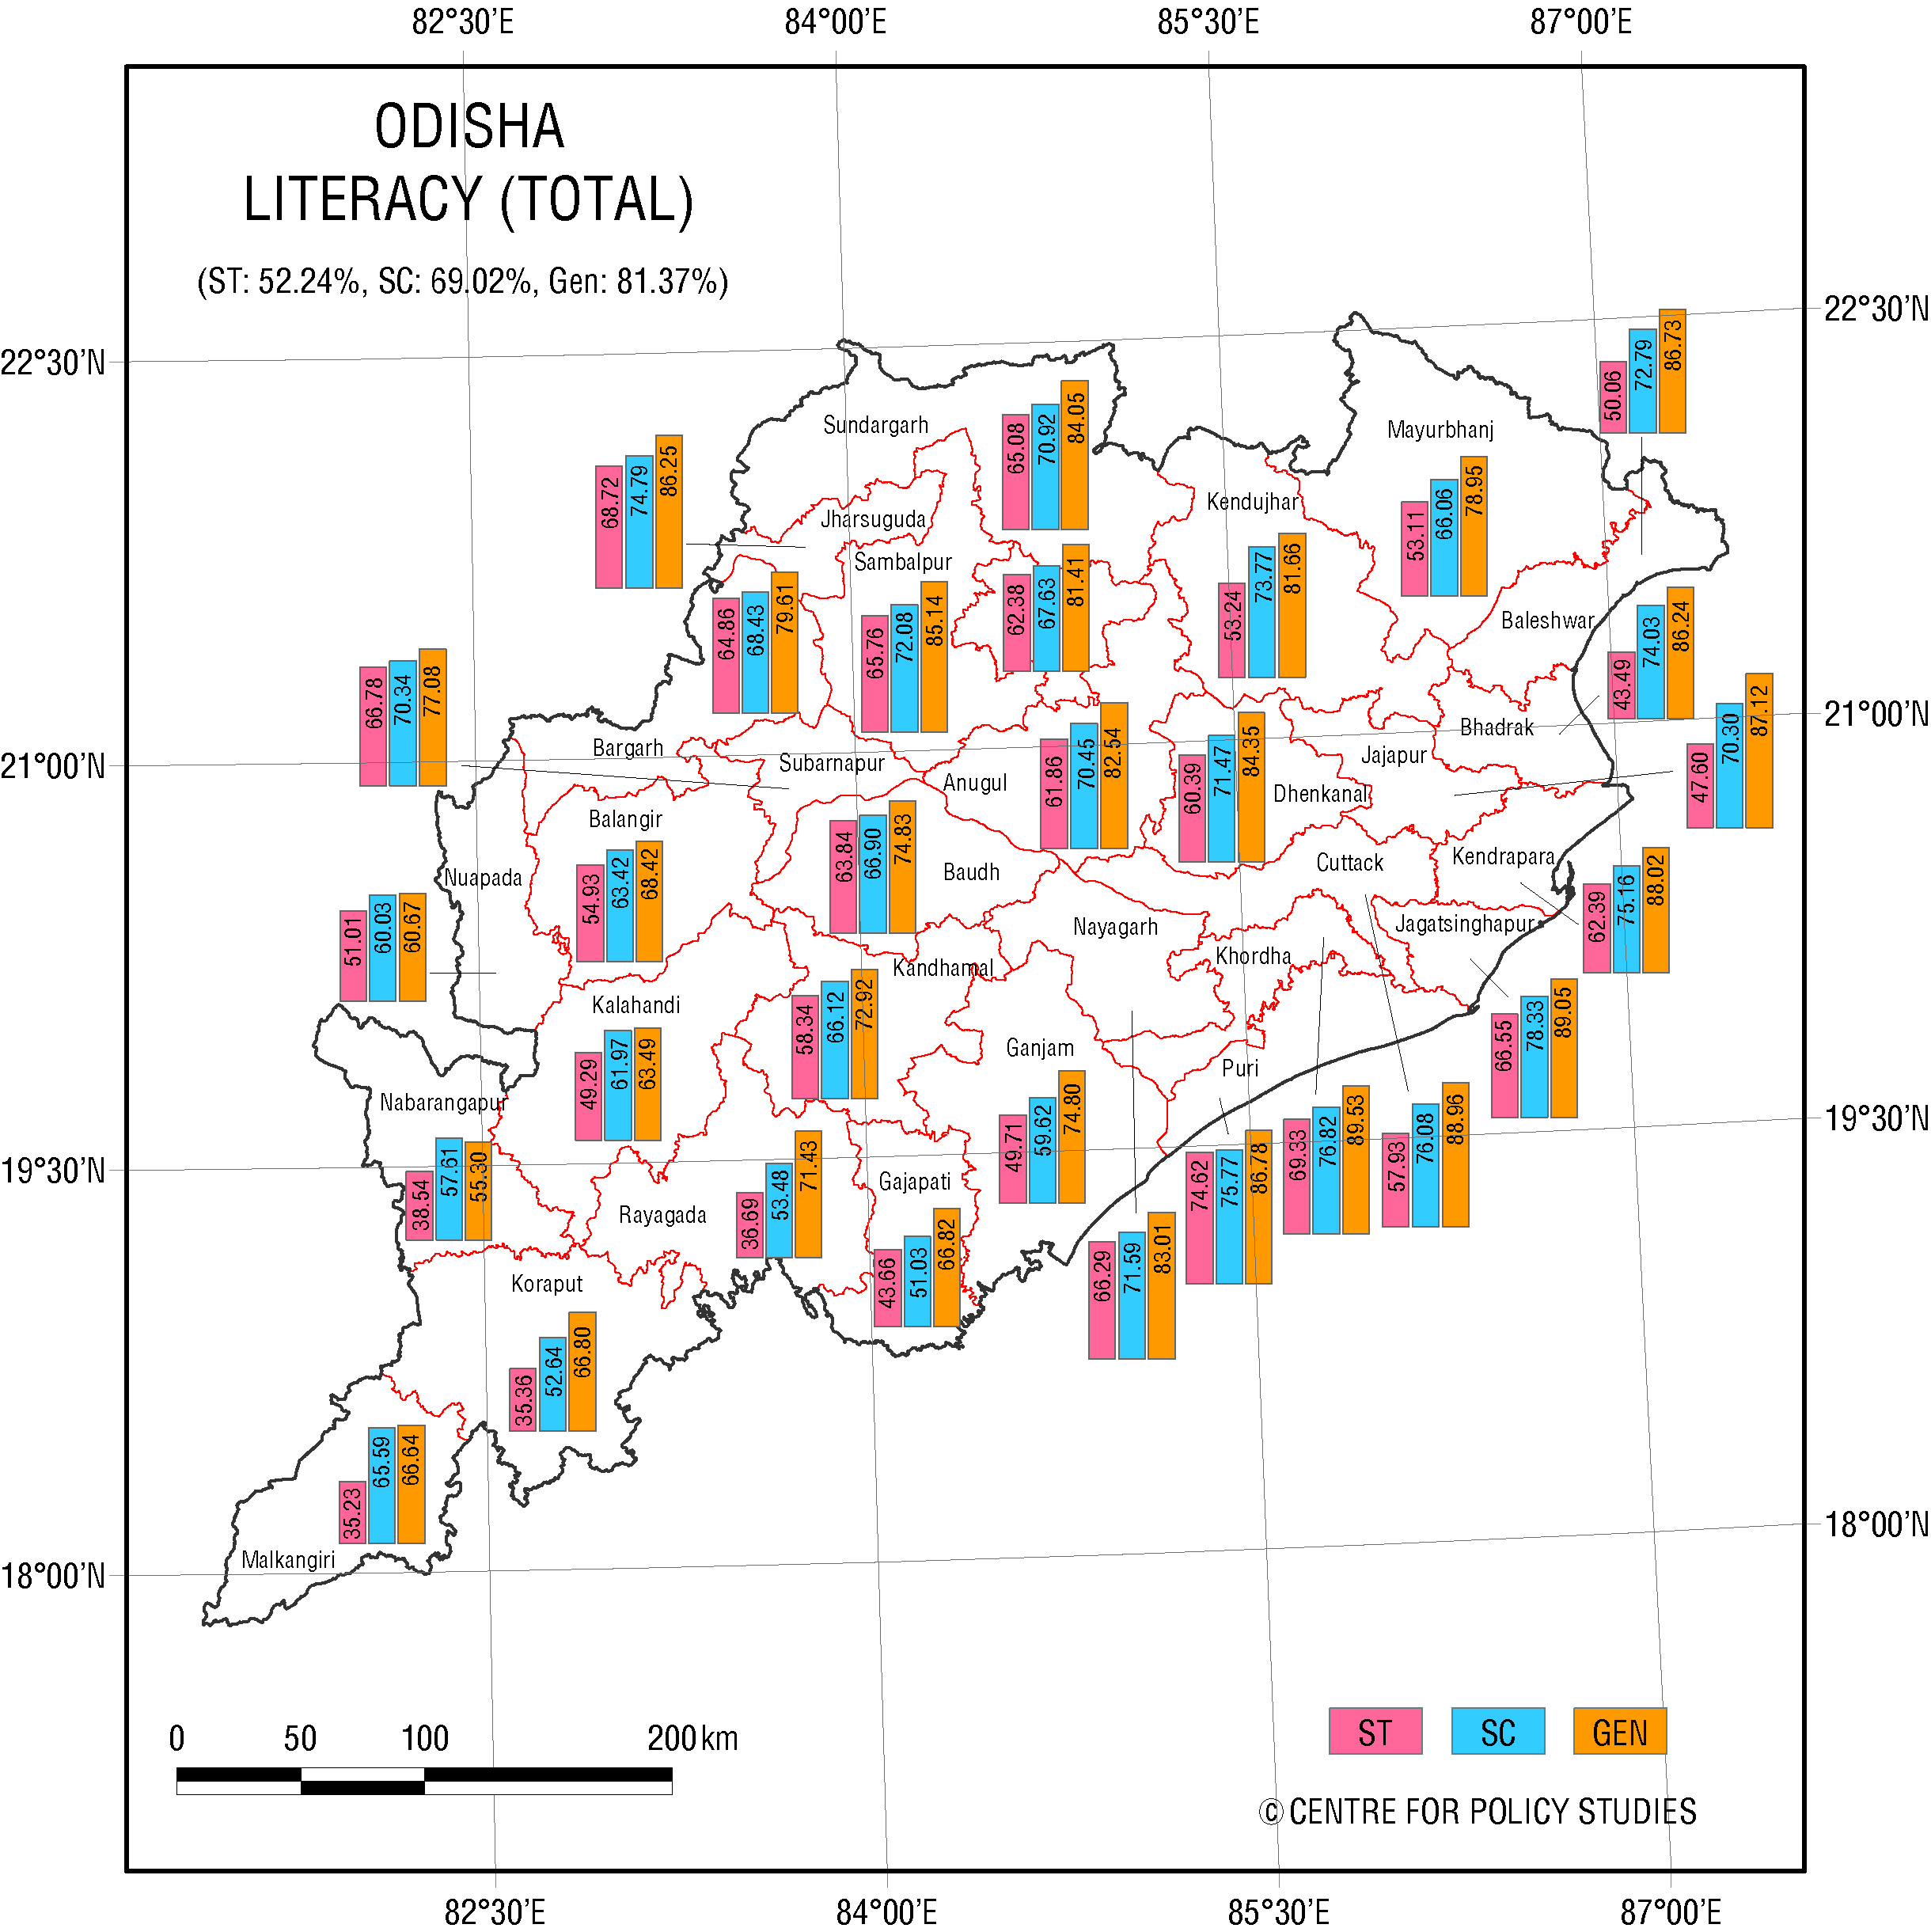 82°30’E 84°00’E 85°30’E 87°00’E
ODISHA
LITERACY (TOTAL)
(ST: 52.24%, SC: 69.02%, Gen: 81.37%)
22°30’N
22°30’N
50.06 72.79 86.73
Sundargarh
65.08 70.92 84.05
Mayurbhanj
53.11 66.06 78.95
68.72 74.79 86.25
Jharsuguda
Kendujhar
53.24 73.77 81.66
Sambalpur
65.76 72.08 85.14
62.38 67.63 81.41
64.86 68.43 79.61
Baleshwar
43.49 74.03 86.24
66.78 70.34 77.08
21°00’N
21°00’N
Bargarh
Subarnapur
Anugul
61.86 70.45 82.54
60.39 71.47 84.35
Dhenkanal
Jajapur
Bhadrak
47.60 70.30 87.12
Balangir
54.93 63.42 68.42
63.84 66.90 74.83
Baudh
Cuttack
Kendrapara
62.39 75.16 88.02
Nuapada
51.01 60.03 60.67
Nayagarh
Jagatsinghapur
66.55 78.33 89.05
Khordha
Kandhamal
58.34 66.12 72.92
Kalahandi
49.29 61.97 63.49
Ganjam
49.71 59.62 74.80
Puri
74.62 75.77 86.78
69.33 76.82 89.53
57.93 76.08 88.96
19°30’N
19°30’N
Nabarangapur
38.54 57.61 55.30
Rayagada
36.69 53.48 71.43
Gajapati
43.66 51.03 66.82
66.29 71.59 83.01
Koraput
35.36 52.64 66.80
35.23 65.59 66.64
Malkangiri
18°00’N
18°00’N
0 50 100 200 km
ST SC GEN
© CENTRE FOR POLICY STUDIES
82°30’E 84°00’E 85°30’E 87°00’E